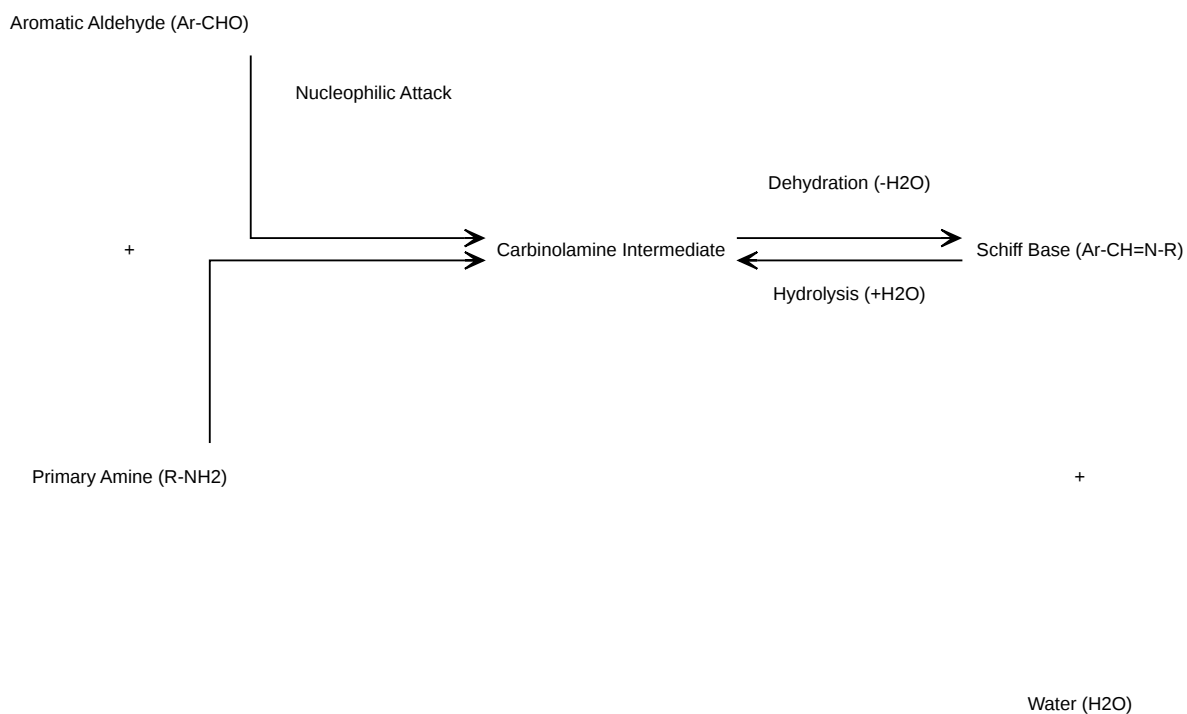 Aromatic Aldehyde (Ar-CHO)
Nucleophilic Attack
Dehydration (-H2O)
+
Carbinolamine Intermediate
Schiff Base (Ar-CH=N-R)
Hydrolysis (+H2O)
Primary Amine (R-NH2)
+
Water (H2O)